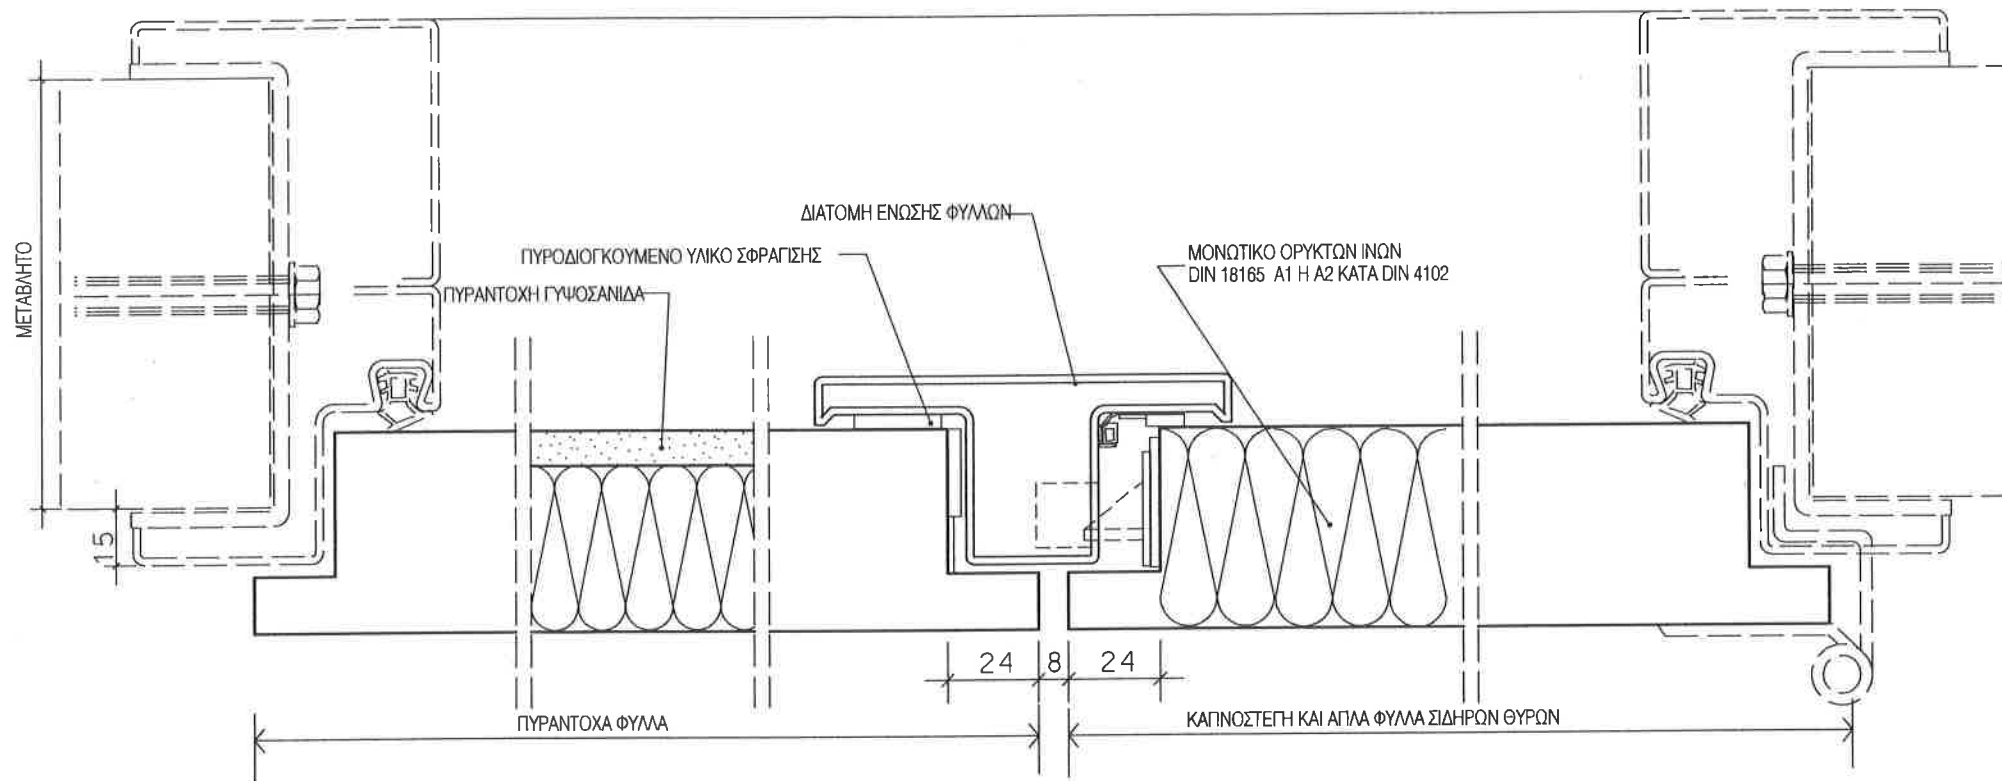 ΔΙΑΤΟΜΗ ΕΝΩΣΗΣ ΦΥΛΛΩΝ
ΠΥΡΟΔΙΟΓΚΟΥΜΕΝΟ ΥΛΙΚΟ ΣΦΡΑΓΙΣΗΣ
ΜΟΝΩΤΙΚΟ ΟΡΥΚΤΩΝ ΙΝΩΝ
DIN 18165 A1 Η A2 ΚΑΤΑ DIN 4102
ΠΥΡΑΝΤΟΧΗ ΓΥΨΟΣΑΝΙΔΑ
ΜΕΤΑΒΛΗΤΟ
15
24 8 24
ΠΥΡΑΝΤΟΧΑ ΦΥΛΛΑ
ΚΑΠΝΟΣΤΕΓΗ ΚΑΙ ΑΠΛΑ ΦΥΛΛΑ ΣΙΔΗΡΩΝ ΘΥΡΩΝ